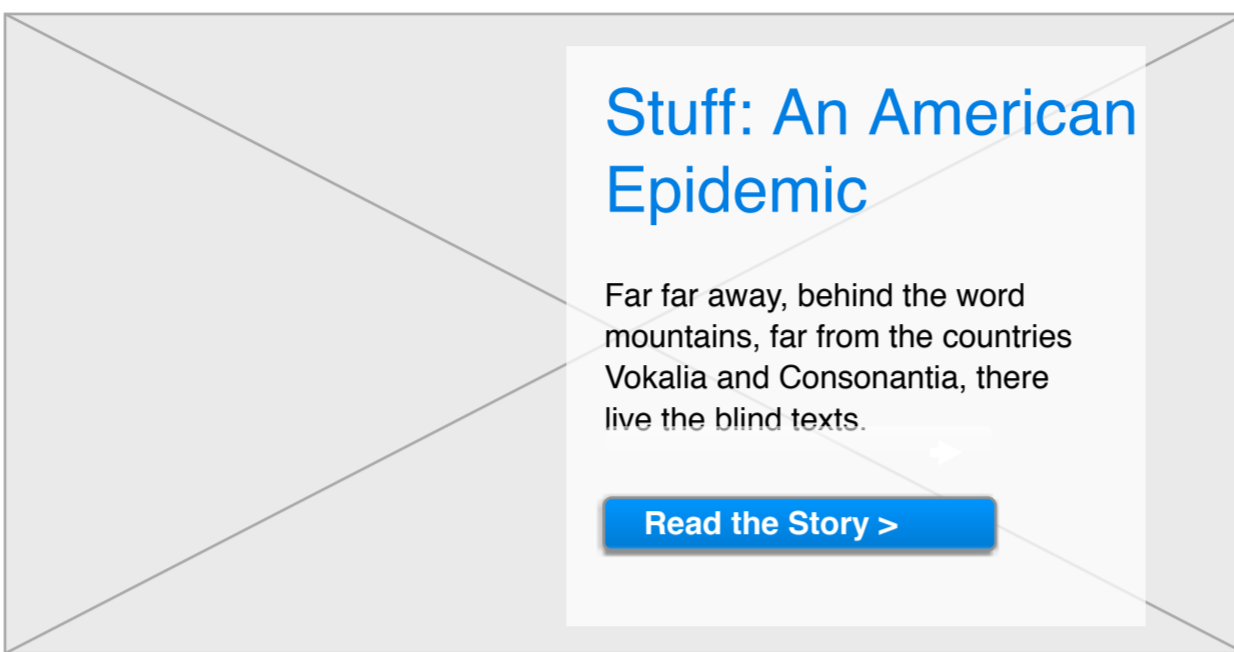 Stuff: An American
Epidemic
Far far away, behind the word
mountains, far from the countries
Vokalia and Consonantia, there
live the blind texts.
Read the Story >